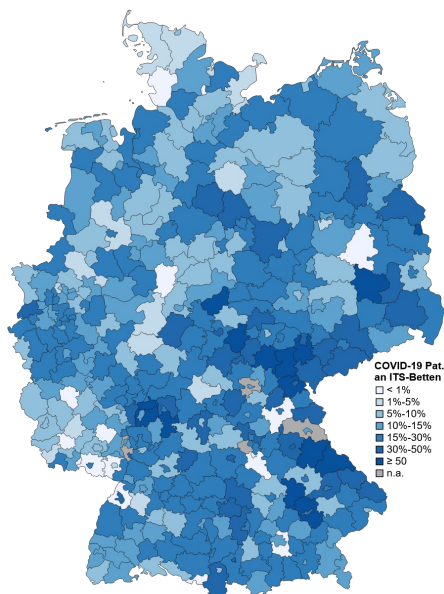 COVID-19 Pat.
an ITS-Betten
< 1%
1%-5%
5%-10%
10%-15%
15%-30%
30%-50%
≥ 50
n.a.